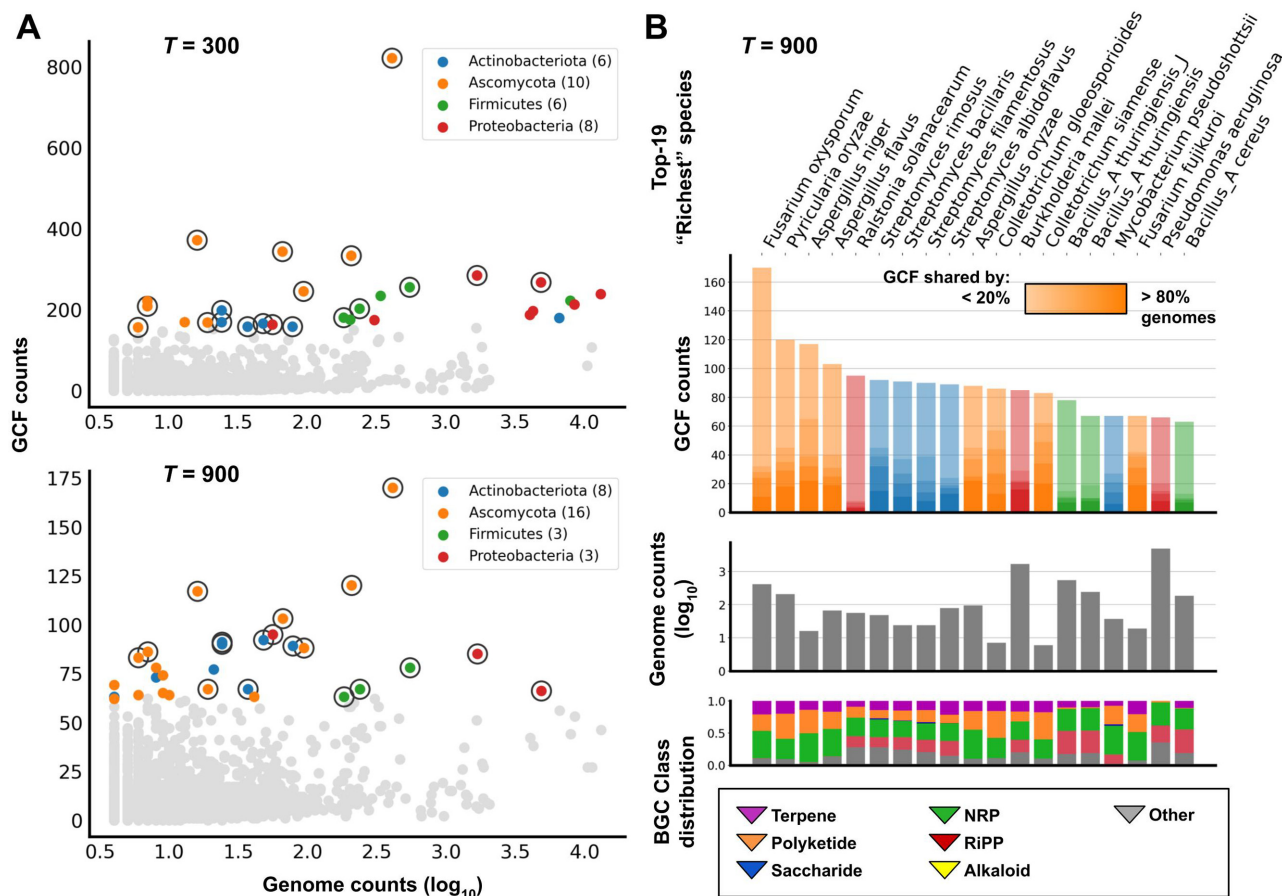 A
T = 300
800
600
400
200
0
Actinobacteriota (6)
Ascomycota (10)
Firmicutes (6)
Proteobacteria (8)
0.5 1.0 1.5 2.0 2.5 3.0 3.5 4.0
GCF counts
T = 900
175
150
125
100
75
50
25
0
Actinobacteriota (8)
Ascomycota (16)
Firmicutes (3)
Proteobacteria (3)
0.5 1.0 1.5 2.0 2.5 3.0 3.5 4.0
Genome counts (log10)
B
T = 900
Top-19
“Richest” species
Fusarium oxysporum
Pyricularia oryzae
Aspergillus niger
Aspergillus flavus
Ralstonia solanacearum
Streptomyces rimosus
Streptomyces bacillaris
Streptomyces filamentosus
Streptomyces albidoflavus
Aspergillus oryzae
Colletotrichum gloeosporioides
Burkholderia mallei
Colletotrichum siamense
Bacillus_A thuringiensis_J
Bacillus_A thuringiensis
Mycobacterium pseudoshottsii
Fusarium fujikuroi
Pseudomonas aeruginosa
Bacillus_A cereus
GCF counts
160
140
120
100
80
60
40
20
0
GCF shared by:
< 20%
> 80%
genomes
Genome counts
(log10)
3
2
1
0
BGC Class
distribution
1.0
0.5
0.0
Terpene
Polyketide
Saccharide
NRP
RiPP
Alkaloid
Other